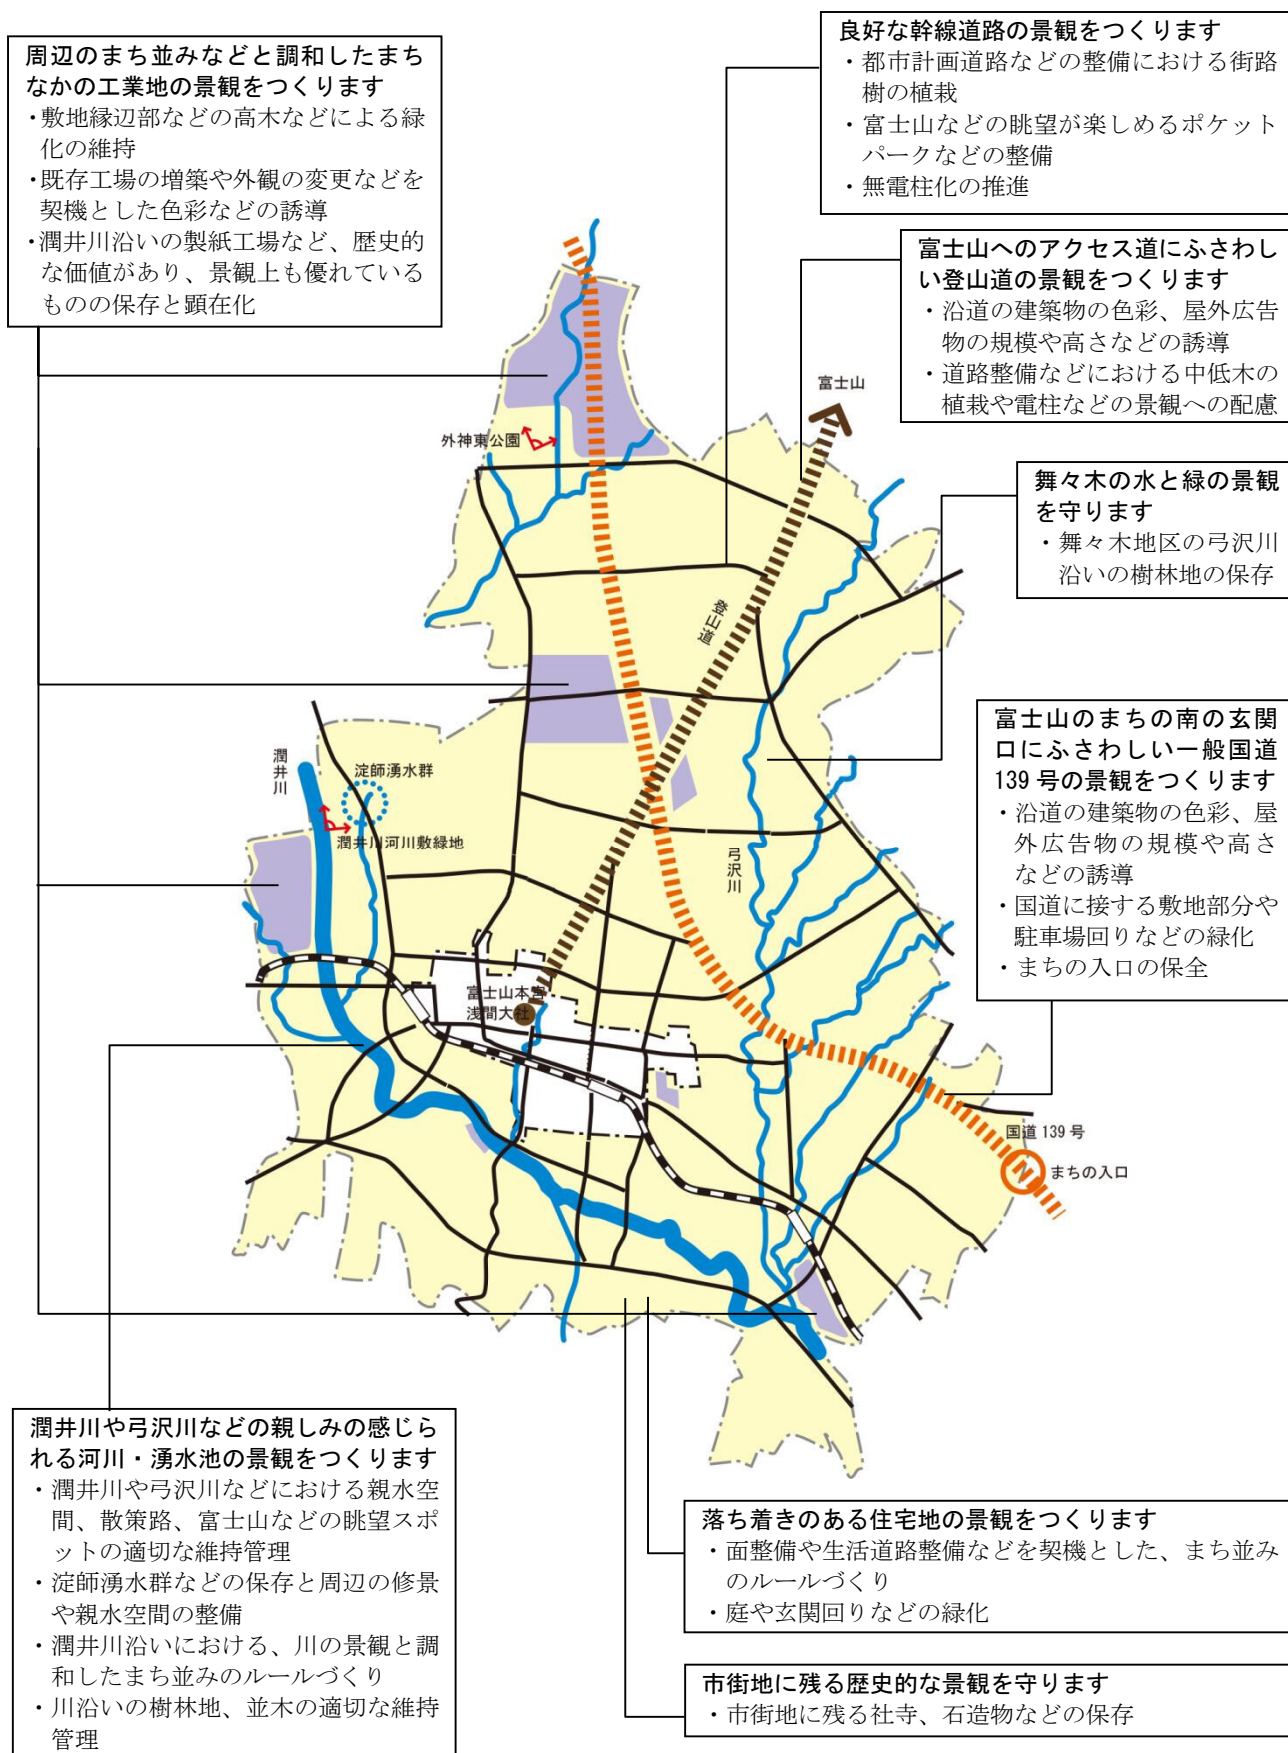 周辺のまち並みなどと調和したまち
なかの工業地の景観をつくります
・敷地縁辺部などの高木などによる緑
化の維持
・既存工場の増築や外観の変更などを
契機とした色彩などの誘導
・潤井川沿いの製紙工場など、歴史的
な価値があり、景観上も優れている
ものの保存と顕在化
良好な幹線道路の景観をつくります
・都市計画道路などの整備における街路
樹の植栽
・富士山などの眺望が楽しめるポケット
パークなどの整備
・無電柱化の推進
富士山へのアクセス道にふさわし
い登山道の景観をつくります
・沿道の建築物の色彩、屋外広告
物の規模や高さなどの誘導
・道路整備などにおける中低木の
植栽や電柱などの景観への配慮
舞々木の水と緑の景観
を守ります
・舞々木地区の弓沢川
沿いの樹林地の保存
富士山のまちの南の玄関
口にふさわしい一般国道
139 号の景観をつくります
・沿道の建築物の色彩、屋
外広告物の規模や高さ
などの誘導
・国道に接する敷地部分や
駐車場回りなどの緑化
・まちの入口の保全
富士山
外神東公園
登山道
潤井川
淀師湧水群
潤井川河川敷緑地
弓沢川
富士山本宮
浅間大社
国道 139 号
まちの入口
潤井川や弓沢川などの親しみの感じら
れる河川・湧水池の景観をつくります
・潤井川や弓沢川などにおける親水空
間、散策路、富士山などの眺望スポ
ットの適切な維持管理
・淀師湧水群などの保存と周辺の修景
や親水空間の整備
・潤井川沿いにおける、川の景観と調
和したまち並みのルールづくり
・川沿いの樹林地、並木の適切な維持
管理
落ち着きのある住宅地の景観をつくります
・面整備や生活道路整備などを契機とした、まち並み
のルールづくり
・庭や玄関回りなどの緑化
市街地に残る歴史的な景観を守ります
・市街地に残る社寺、石造物などの保存